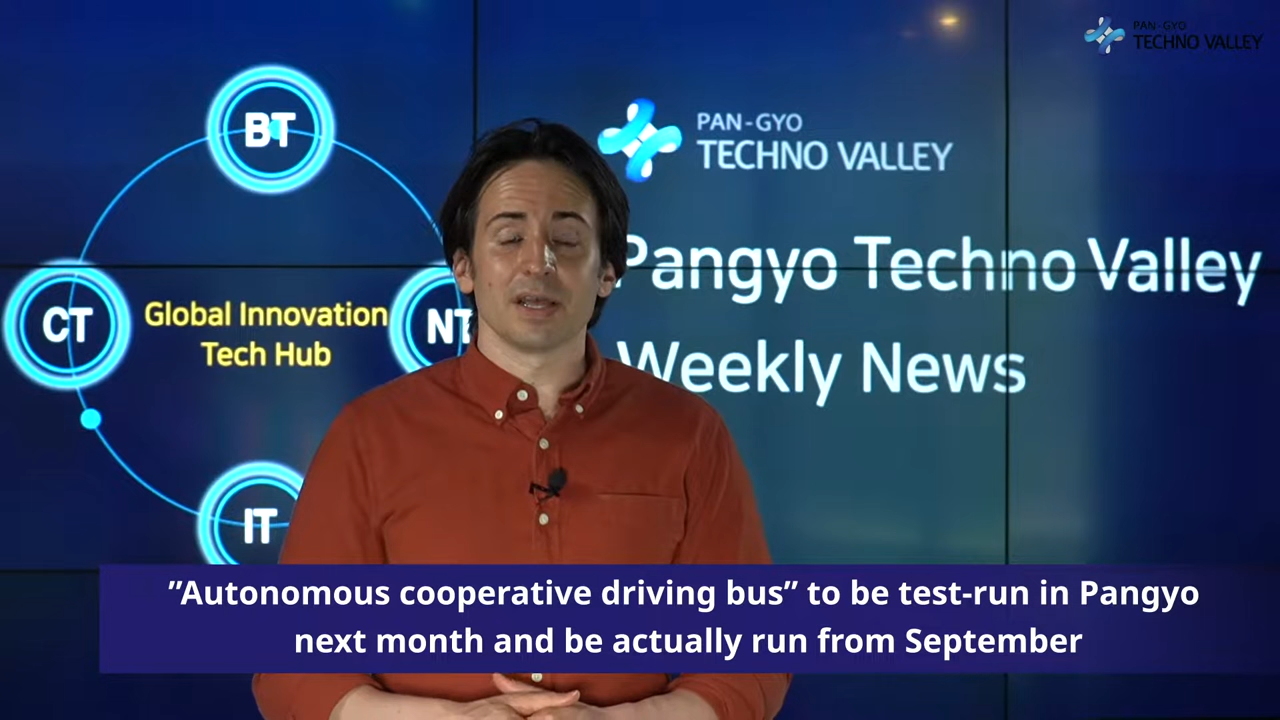 PAN-GYO
TECHNO VALLEY
BT
PAN-GYO
TECHNO VALLEY
CT
Global Innovation
Tech Hub
NT
Pangyo Techno Valley
Weekly News
IT
”Autonomous cooperative driving bus” to be test-run in Pangyo
next month and be actually run from September